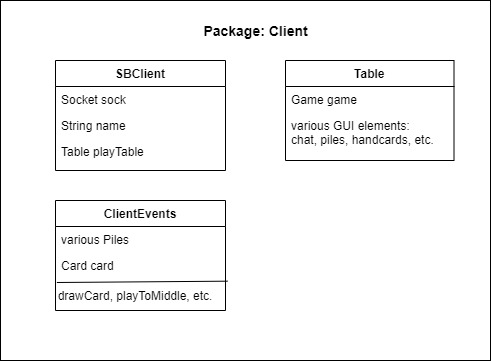 Package: Client
SBClient
Socket sock
String name
Table playTable
Table
Game game
various GUI elements:
chat, piles, handcards, etc.
ClientEvents
various Piles
Card card
drawCard, playToMiddle, etc.